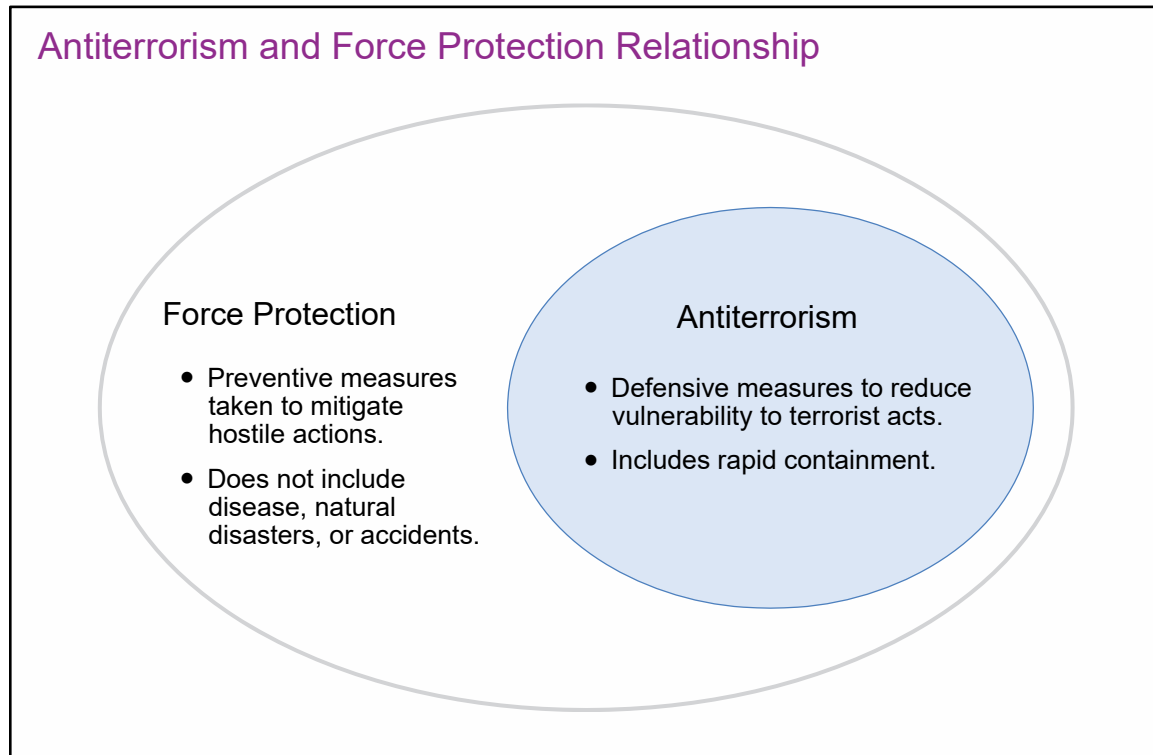 Antiterrorism and Force Protection Relationship
Force Protection
• Preventive measures
taken to mitigate
hostile actions.
• Does not include
disease, natural
disasters, or accidents.
Antiterrorism
• Defensive measures to reduce
vulnerability to terrorist acts.
• Includes rapid containment.